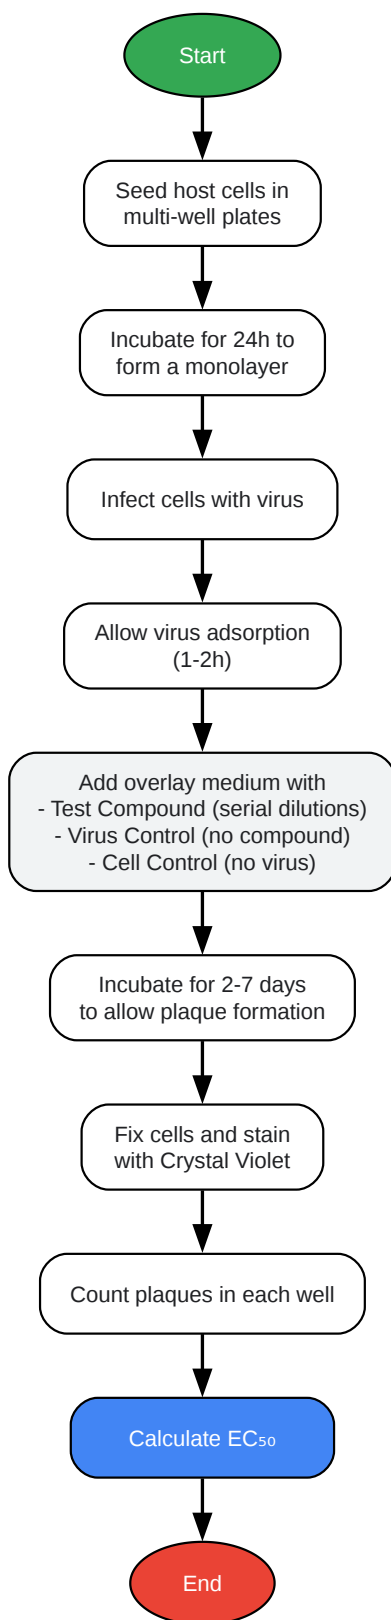 Start
Seed host cells in
multi-well plates
Incubate for 24h to
form a monolayer
Infect cells with virus
Allow virus adsorption
(1-2h)
Add overlay medium with
- Test Compound (serial dilutions)
- Virus Control (no compound)
- Cell Control (no virus)
Incubate for 2-7 days
to allow plaque formation
Fix cells and stain
with Crystal Violet
Count plaques in each well
Calculate EC₅₀
End